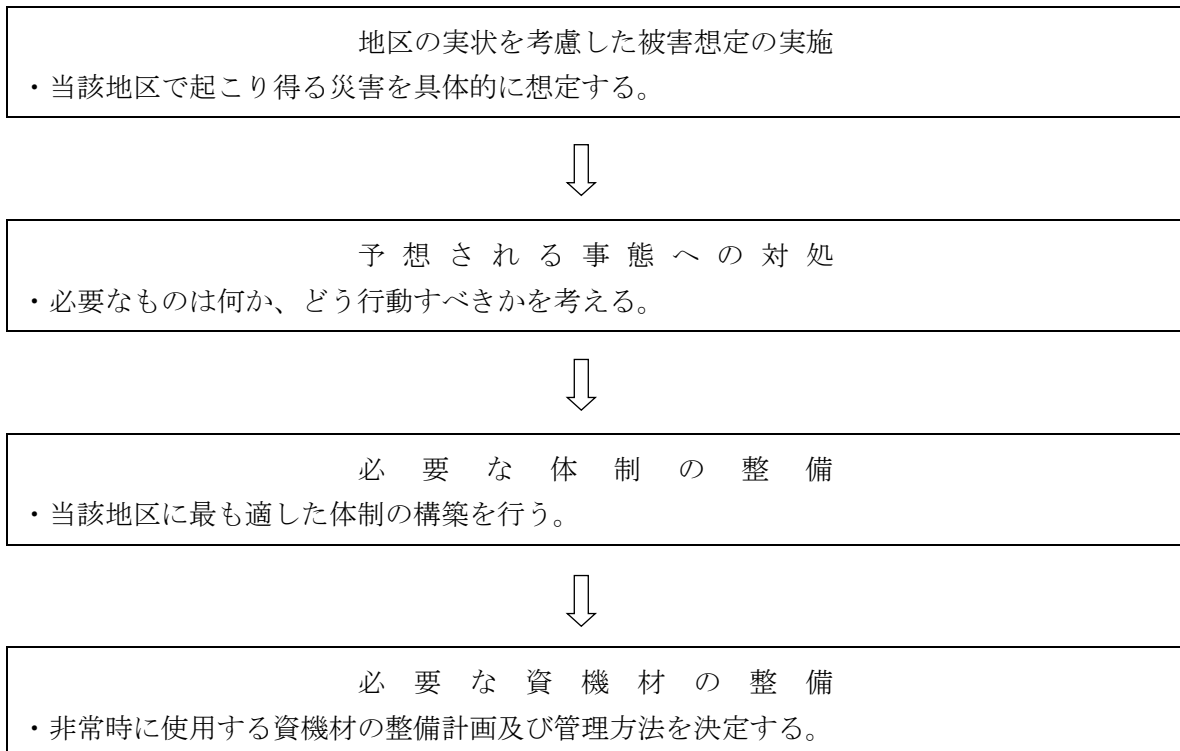 地区の実状を考慮した被害想定の実施
・当該地区で起こり得る災害を具体的に想定する。
予想される事態への対処
・必要なものは何か、どう行動すべきかを考える。
必要な体制の整備
・当該地区に最も適した体制の構築を行う。
必要な資機材の整備
・非常時に使用する資機材の整備計画及び管理方法を決定する。